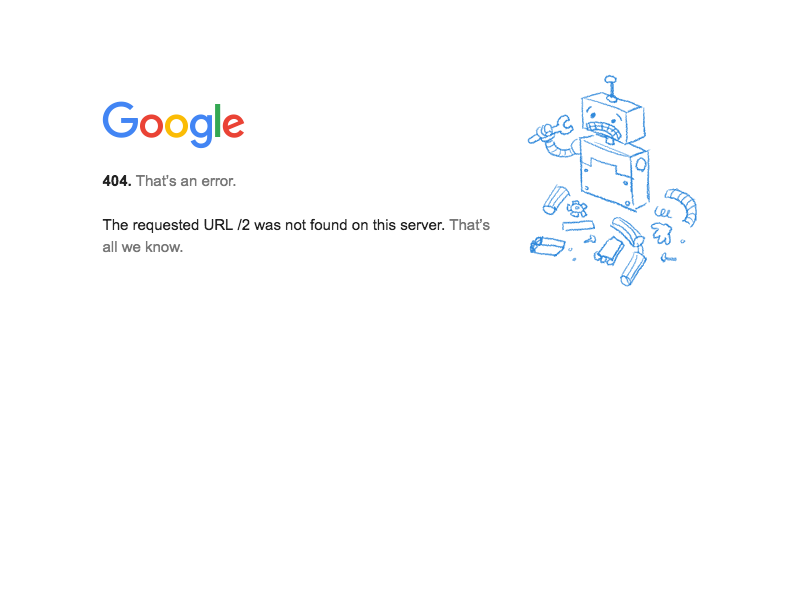 Google
404. That’s an error.
The requested URL /2 was not found on this server. That’s
all we know.